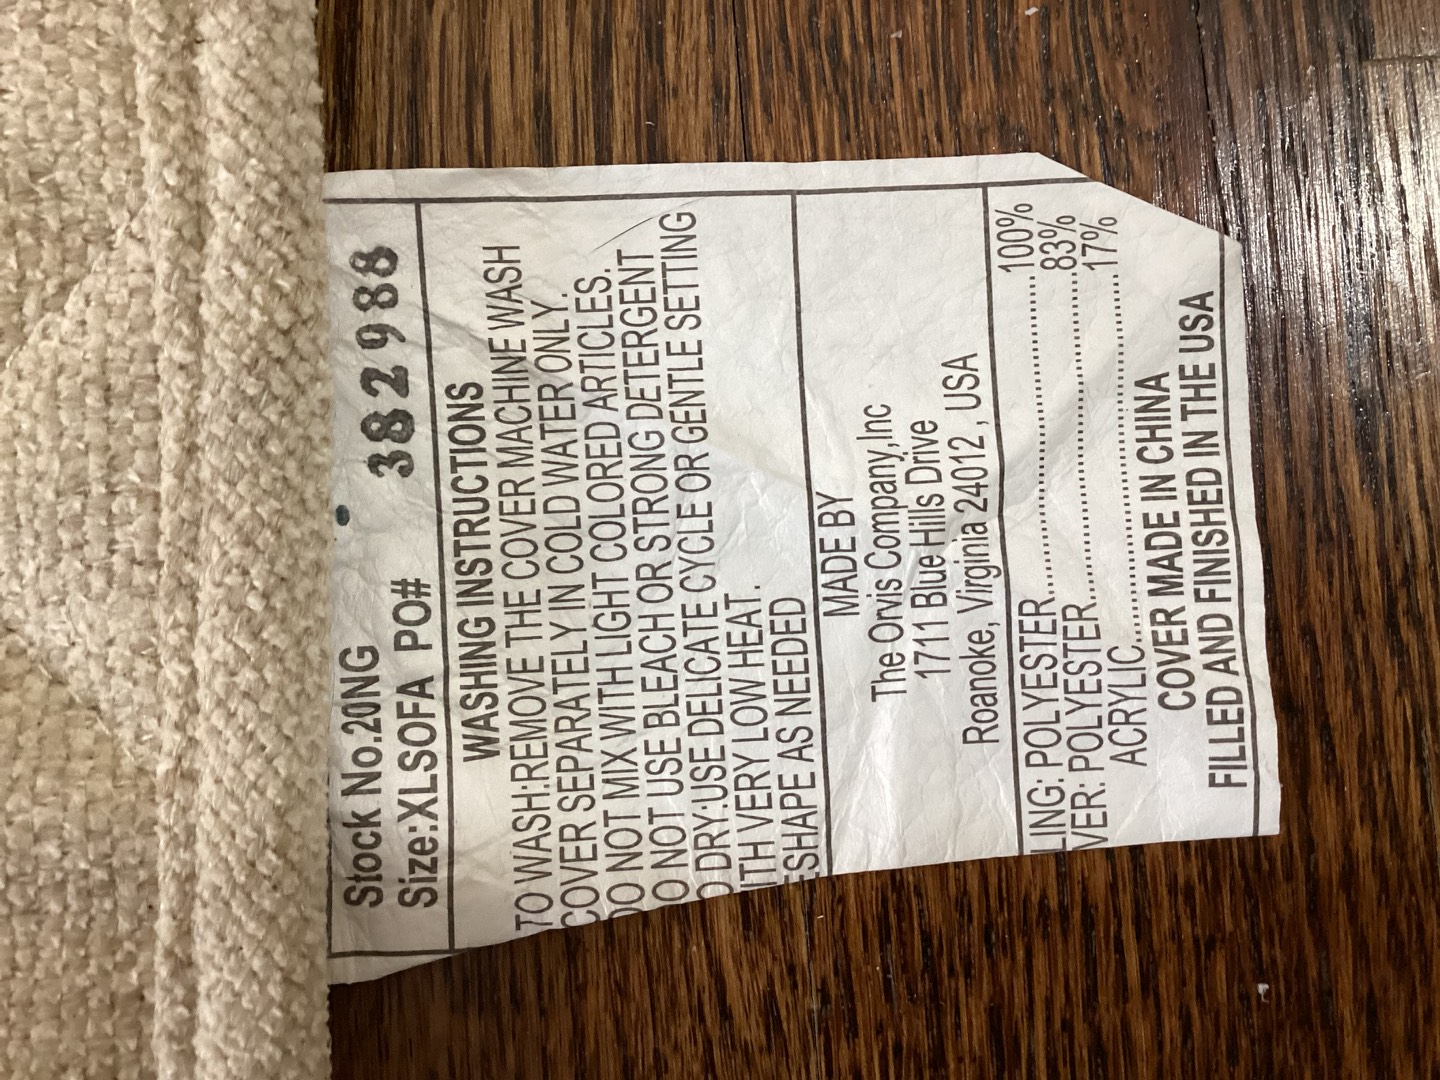 Stock No.20NG
Size:XLSOFA PO# 382988
WASHING INSTRUCTIONS
TO WASH:REMOVE THE COVER MACHINE WASH
COVER SEPARATELY IN COLD WATER ONLY.
DO NOT MIX WITH LIGHT COLORED ARTICLES.
O NOT USE BLEACH OR STRONG DETERGENT
O DRY:USE DELICATE CYCLE OR GENTLE SETTING
ITH VERY LOW HEAT.
ESHAPE AS NEEDED
MADE BY
The Orvis Company,Inc
1711 Blue Hills Drive
Roanoke, Virginia 24012 , USA
LING: POLYESTER.......................100%
VER: POLYESTER.......................83%
ACRYLIC.......................17%
COVER MADE IN CHINA
FILLED AND FINISHED IN THE USA